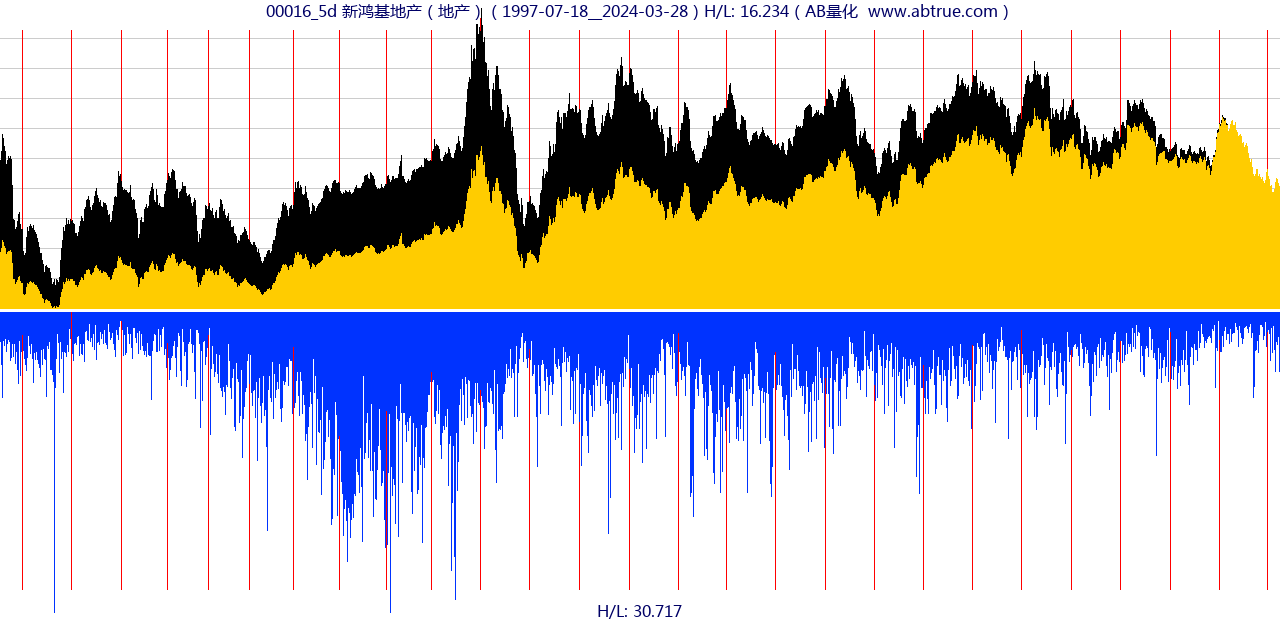 00016_5d 新鸿基地产 ( 地产 ) ( 1997-07-18__2024-03-28 ) H/L: 16.234 ( AB量化  www.abtrue.com )
H/L: 30.717